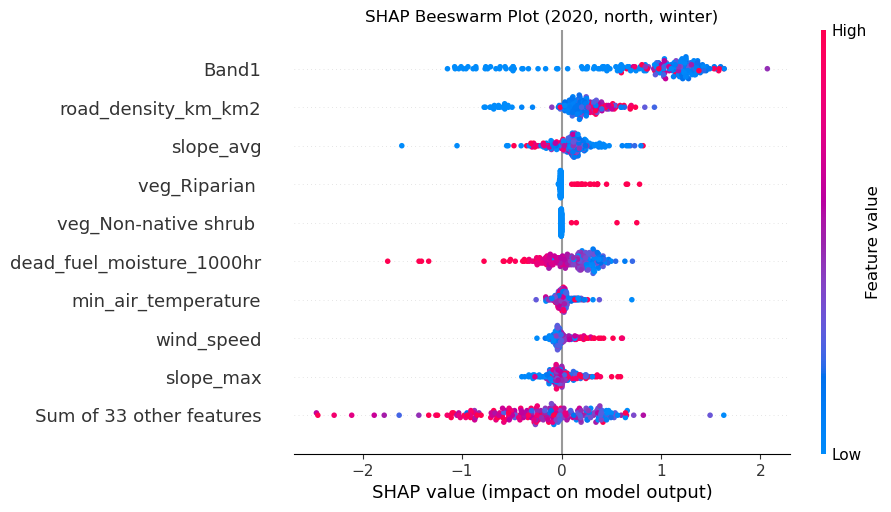 SHAP Beeswarm Plot (2020, north, winter)
High
Band1
road_density_km_km2
slope_avg
veg_Riparian
veg_Non-native shrub
dead_fuel_moisture_1000hr
min_air_temperature
wind_speed
slope_max
Sum of 33 other features
Feature value
Low
−2 −1 0 1 2
SHAP value (impact on model output)